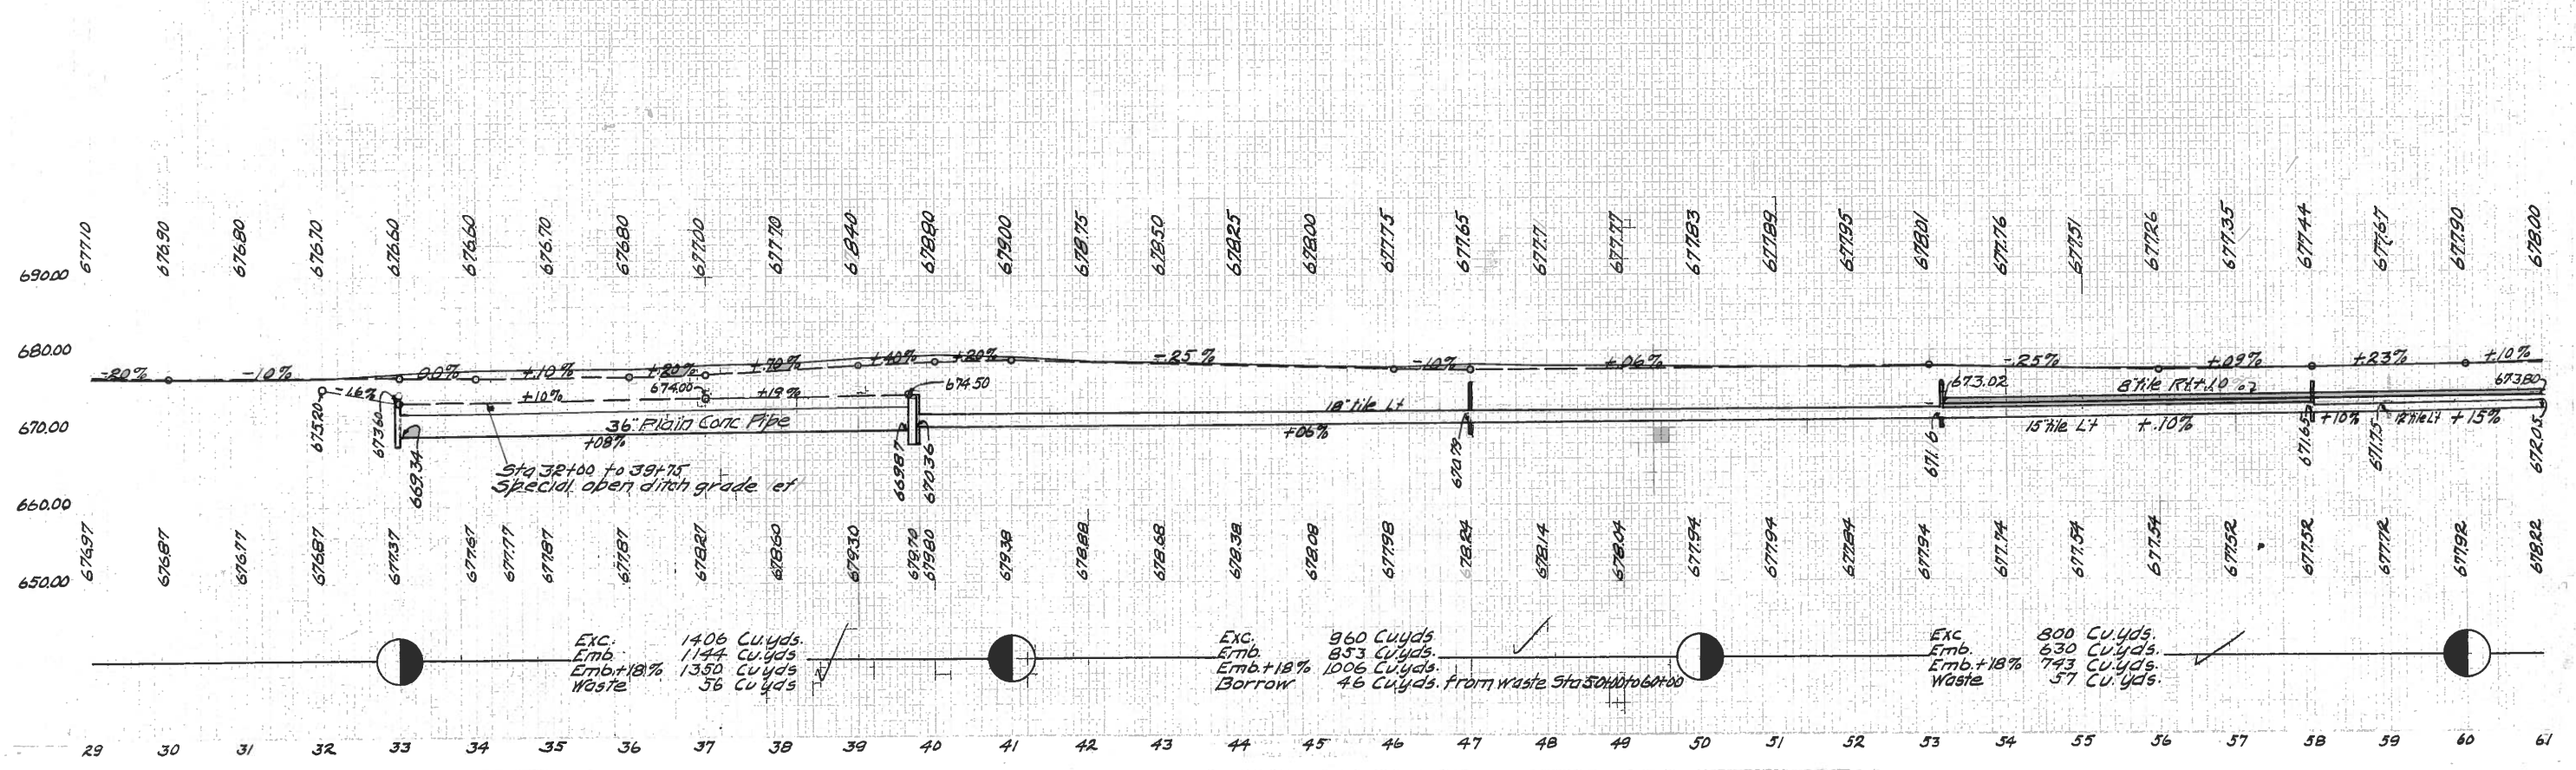 677.10 676.90 676.80 676.70 676.60 676.60 676.70 676.80 677.00 677.70 678.40 678.80 679.00 678.75 678.50 678.25 678.00 677.75 677.65 677.71 677.77 677.83 677.89 677.95 678.01 677.76 677.51 677.26 677.35 677.44 677.67 677.90 678.00
690.00
680.00
-.20% -.10% 0.0% +.10% +.20% +.70% +.40% +.20% -.25% -.10% +.06% -.25% +.09% +.23% +.10%
-1.6% +.10% 674.00 +.19% 674.50 673.02 8"tile Rt+.10 673.80
18" tile Lt
670.00
675.20 673.60 36" Plain Conc Pipe
+.08% +.06% 15"tile Lt +.10% +.10% 12"tile Lt +.15%
669.34 669.87 670.36 670.79 671.16 671.65 671.75 672.05
Sta 32+00 to 39+75
Special open ditch grade
660.00
676.97 676.87 676.77 676.87 677.37 677.67 677.77 677.87 677.87 678.27 678.60 679.30 679.70 679.80 679.38 678.88 678.68 678.38 678.08 677.98 678.24 678.14 678.04 677.94 677.94 677.84 677.94 677.74 677.54 677.54 677.52 677.52 677.72 677.92 678.22
650.00
Exc. 1406 Cu.yds.
Emb. 1144 Cu.yds
Emb.+18% 1350 Cu.yds
Waste 56 Cu yds
Exc. 960 Cu.yds
Emb. 853 Cu.yds.
Emb.+18% 1006 Cu.yds.
Borrow 46 Cu.yds. from waste Sta 50+00 to 60+00
Exc 800 Cu.yds.
Emb. 630 Cu.yds.
Emb.+18% 743 Cu.yds.
Waste 57 Cu.yds.
29 30 31 32 33 34 35 36 37 38 39 40 41 42 43 44 45 46 47 48 49 50 51 52 53 54 55 56 57 58 59 60 61